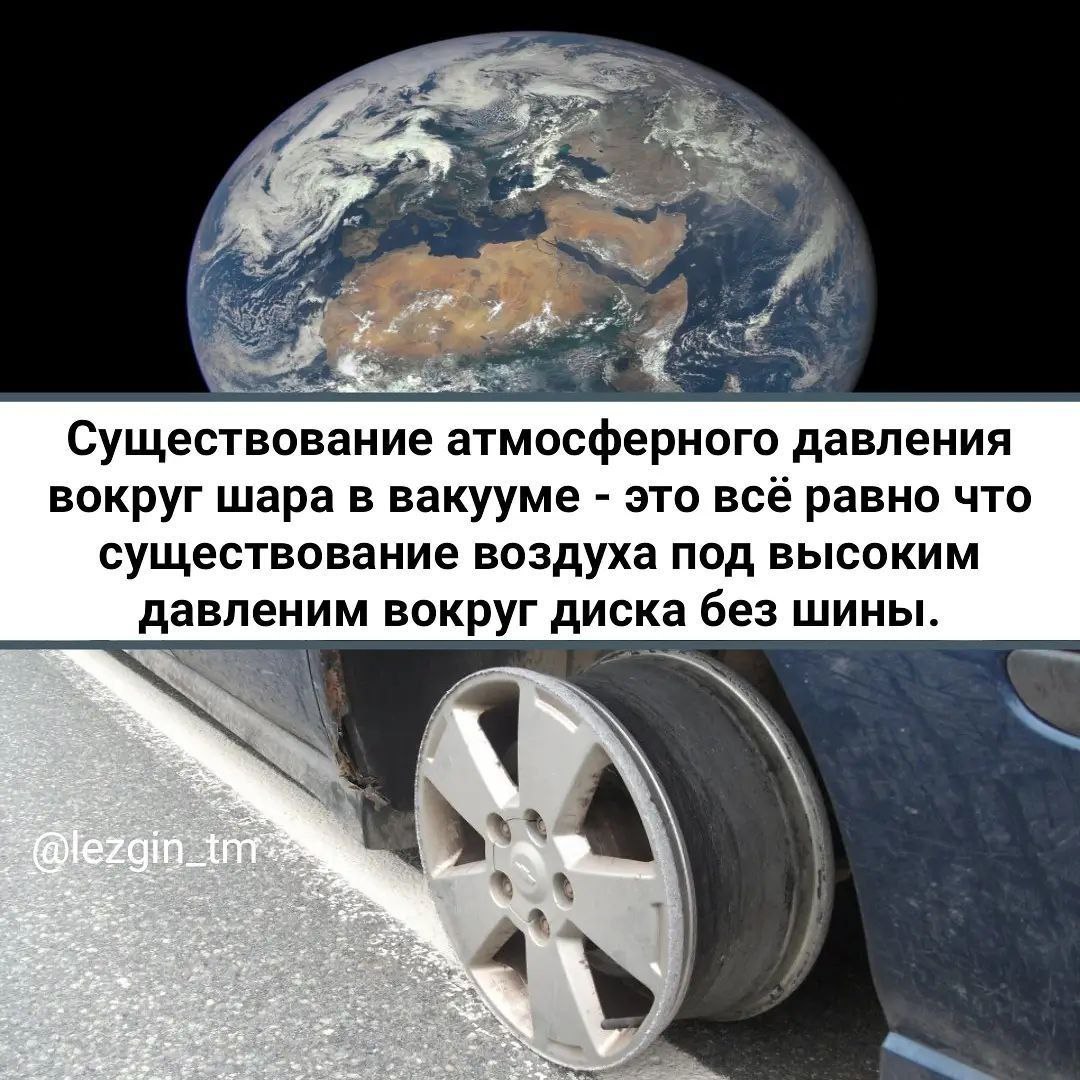 Существование атмосферного давления
вокруг шара в вакууме - это всё равно что
существование воздуха под высоким
давленим вокруг диска без шины.
@lezgin_tm